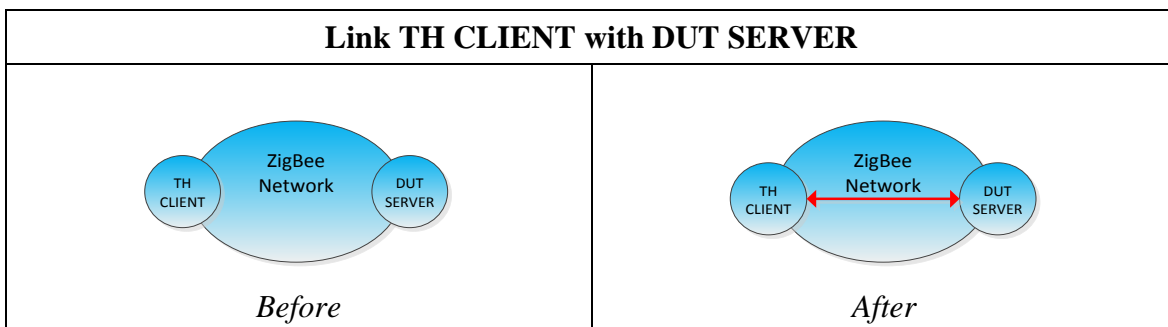 Link TH CLIENT with DUT SERVER
ZigBee
Network
TH
CLIENT
DUT
SERVER
Before
ZigBee
Network
TH
CLIENT
DUT
SERVER
After